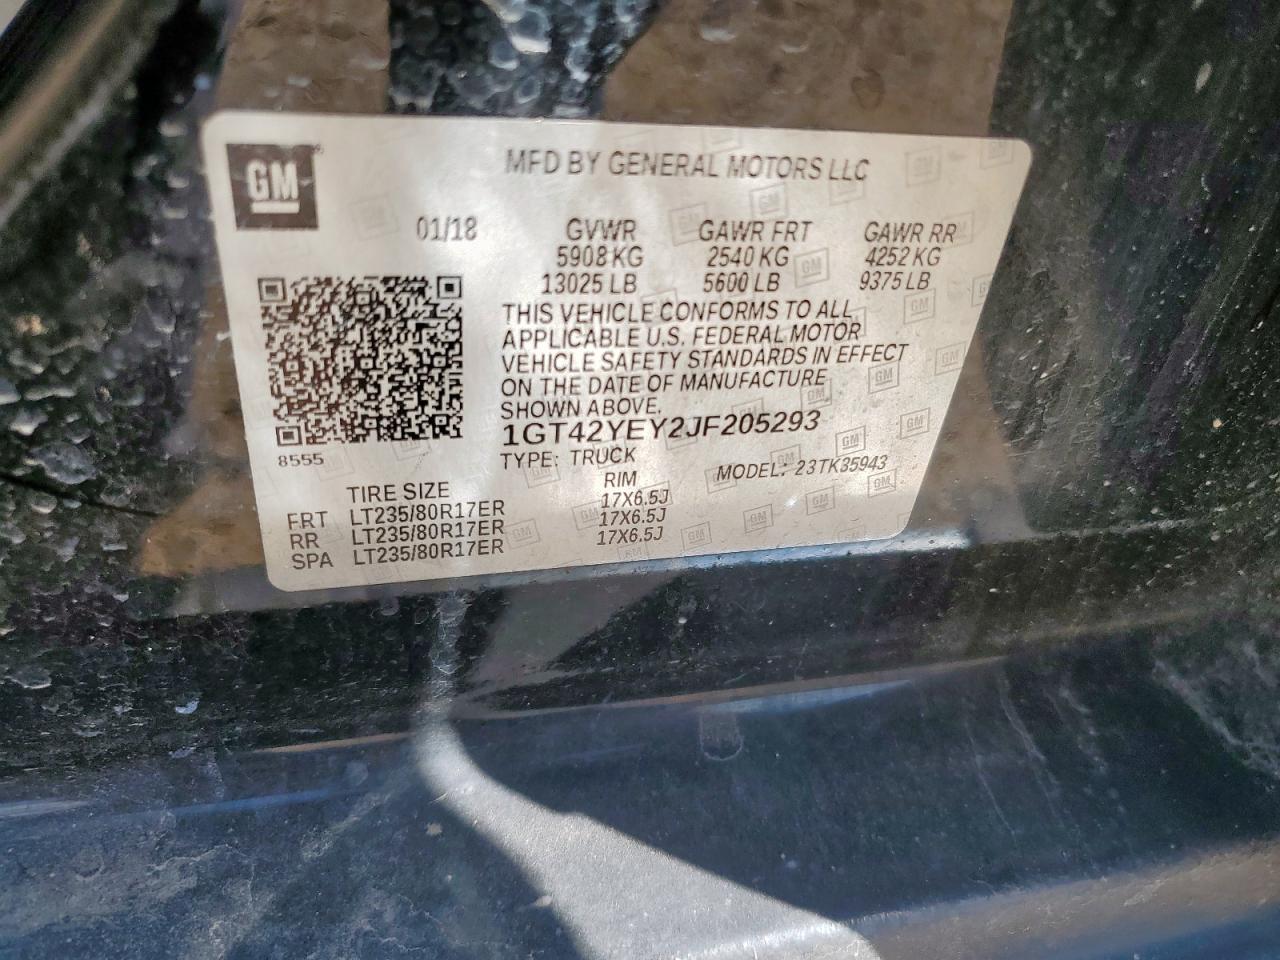 GM
MFD BY GENERAL MOTORS LLC
01/18 GVWR GAWR FRT GAWR RR
5908 KG 2540 KG 4252 KG
13025 LB 5600 LB 9375 LB
THIS VEHICLE CONFORMS TO ALL
APPLICABLE U.S. FEDERAL MOTOR
VEHICLE SAFETY STANDARDS IN EFFECT
ON THE DATE OF MANUFACTURE
SHOWN ABOVE.
1GT42YEY2JF205293
8555
TYPE: TRUCK MODEL: 23TK35943
TIRE SIZE RIM
FRT LT235/80R17ER 17X6.5J
RR LT235/80R17ER 17X6.5J
SPA LT235/80R17ER 17X6.5J